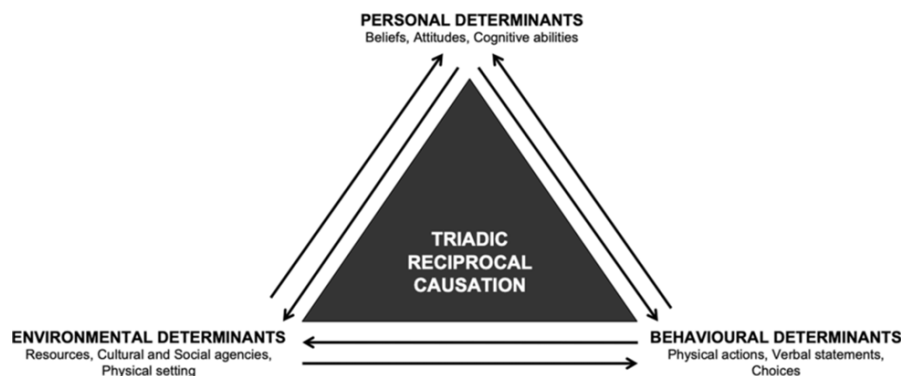 PERSONAL DETERMINANTS
Beliefs, Attitudes, Cognitive abilities
TRIADIC
RECIPROCAL
CAUSATION
ENVIRONMENTAL DETERMINANTS
Resources, Cultural and Social agencies,
Physical setting
BEHAVIOURAL DETERMINANTS
Physical actions, Verbal statements,
Choices